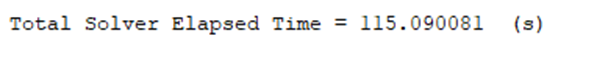 Total Solver Elapsed Time = 115.090081  (s)